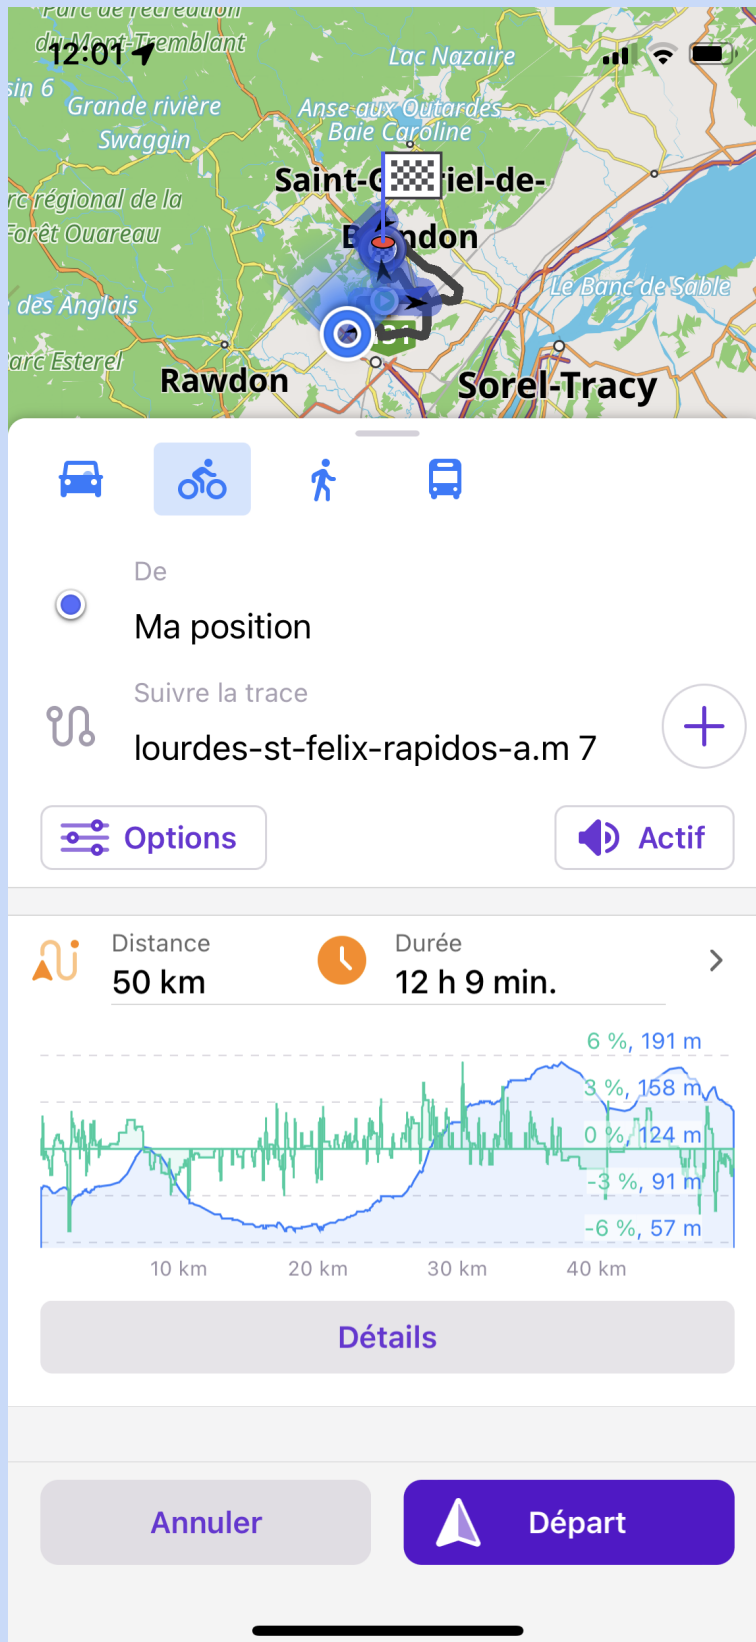 Parc de récréation
du Mont-Tremblant
12:01
Lac Nazaire
sin 6
Grande rivière
Swaggin
Anse aux Outardes
Baie Caroline
rc régional de la
Forêt Ouareau
Le Banc de Sable
des Anglais
arc Esterel
Rawdon
Sorel-Tracy
De
Ma position
Suivre la trace
lourdes-st-felix-rapidos-a.m 7
Options
Actif
Distance
Durée
50 km
12 h 9 min.
6 %, 191 m
3 %, 158 m
0 %, 124 m
-3 %, 91 m
-6 %, 57 m
10 km
20 km
30 km
40 km
Détails
Annuler
Départ